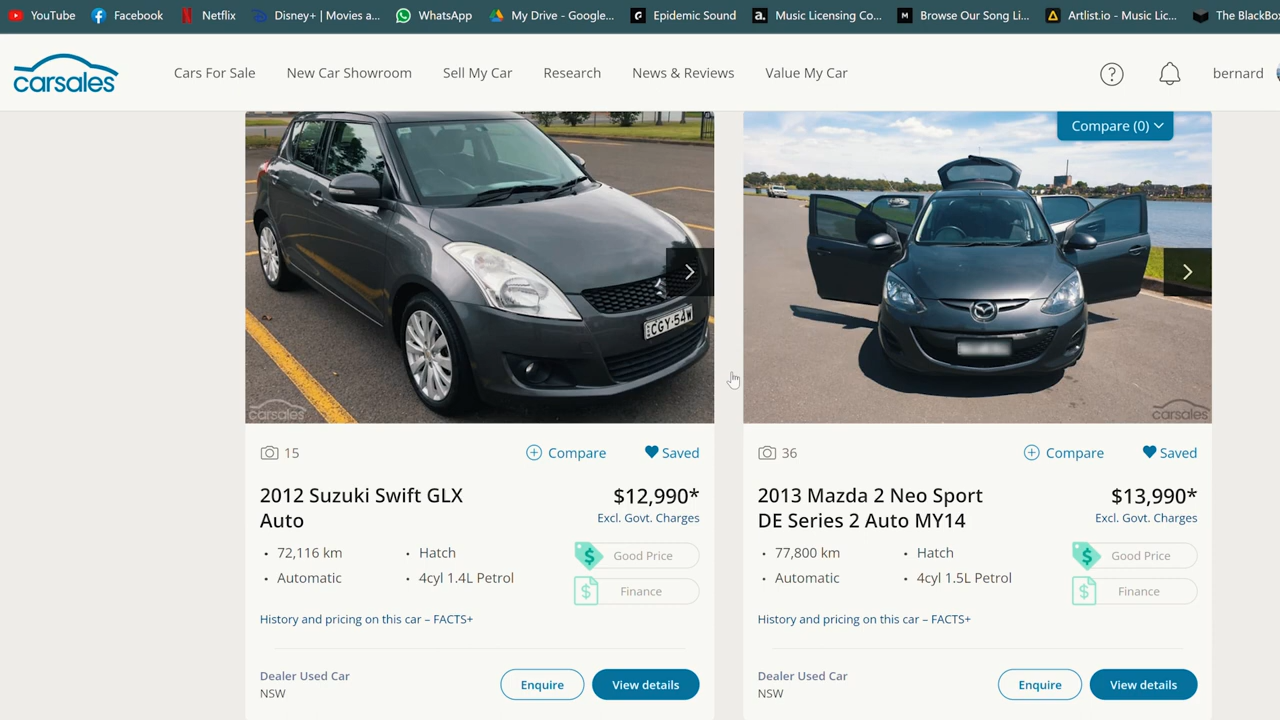 YouTube
Facebook
Netflix
Disney+ | Movies a...
WhatsApp
My Drive - Google...
Epidemic Sound
a. Music Licensing Co...
M Browse Our Song Li...
Artlist.io - Music Lic...
The BlackBo
carsales
Cars For Sale
New Car Showroom
Sell My Car
Research
News & Reviews
Value My Car
?
bernard
Compare (0)
CGY-54W
carsales
carsales
15
Compare
Saved
2012 Suzuki Swift GLX
Auto
$12,990*
Excl. Govt. Charges
• 72,116 km
• Hatch
• Automatic
• 4cyl 1.4L Petrol
$ Good Price
$ Finance
History and pricing on this car – FACTS+
Dealer Used Car
NSW
Enquire
View details
36
Compare
Saved
2013 Mazda 2 Neo Sport
DE Series 2 Auto MY14
$13,990*
Excl. Govt. Charges
• 77,800 km
• Hatch
• Automatic
• 4cyl 1.5L Petrol
$ Good Price
$ Finance
History and pricing on this car – FACTS+
Dealer Used Car
NSW
Enquire
View details